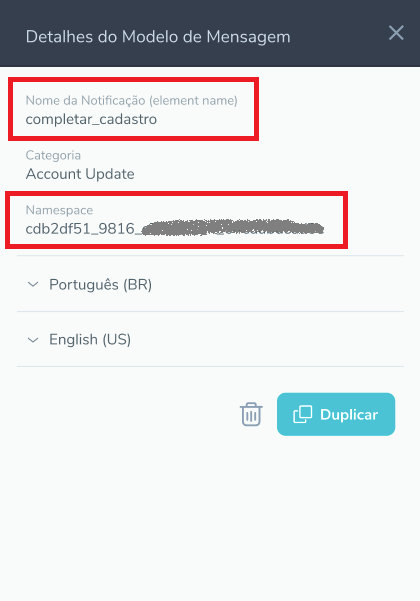 Detalhes do Modelo de Mensagem
Nome da Notificação (element name)
completar_cadastro
Categoria
Account Update
Namespace
cdb2df51_9816_
Português (BR)
English (US)
Duplicar